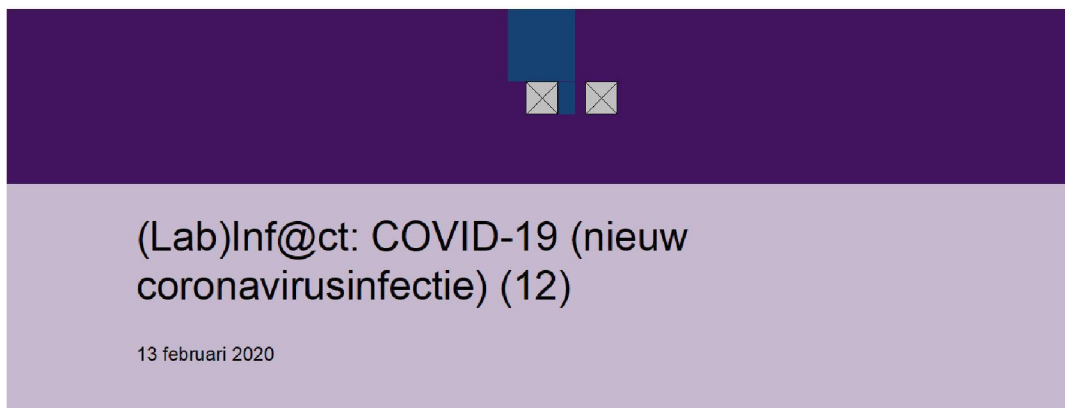 (Lab)Inf@ct: COVID-19 (nieuw
coronavirusinfectie) (12)
13 februari 2020